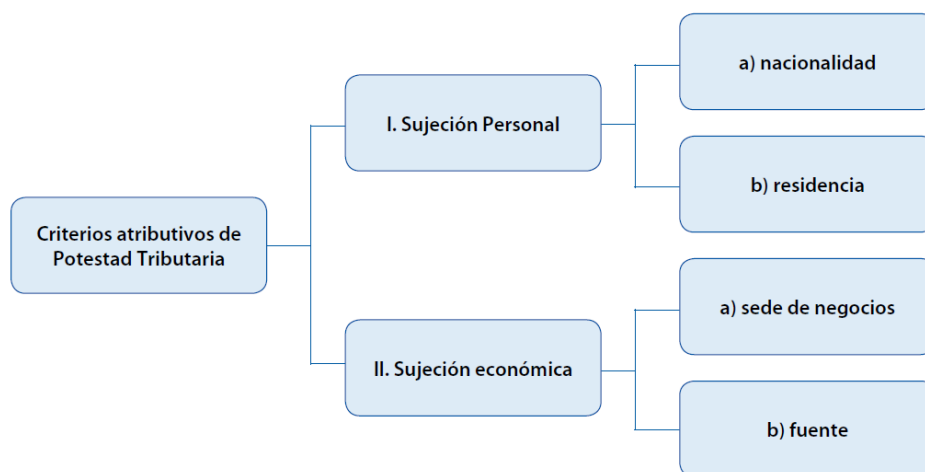 Criterios atributivos de
Potestad Tributaria
I. Sujeción Personal
a) nacionalidad
b) residencia
II. Sujeción económica
a) sede de negocios
b) fuente